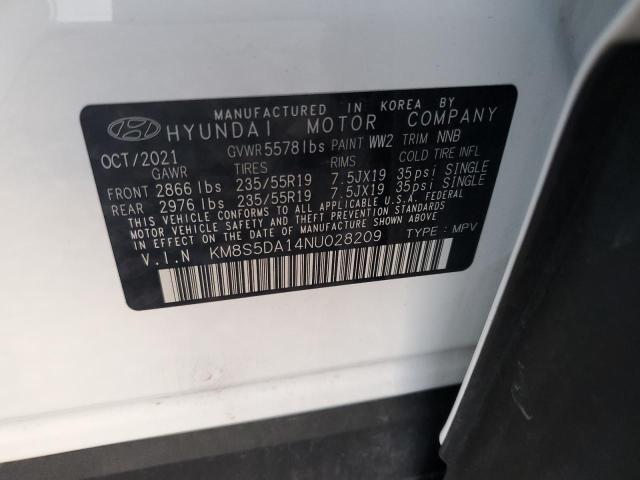 MANUFACTURED IN KOREA BY
HYUNDAI MOTOR COMPANY
OCT/2021 GVWR 5578 lbs PAINT WW2 TRIM NNB
GAWR TIRES RIMS COLD TIRE INFL
FRONT 2866 lbs 235/55R19 7.5JX19 35psi SINGLE
REAR 2976 lbs 235/55R19 7.5JX19 35psi SINGLE
THIS VEHICLE CONFORMS TO ALL APPLICABLE U.S.A. FEDERAL
MOTOR VEHICLE SAFETY AND THEFT PREVENTION STANDARDS
IN EFFECT ON THE DATE OF MANUFACTURE SHOWN ABOVE.
V.I.N KM8S5DA14NU028209 TYPE : MPV